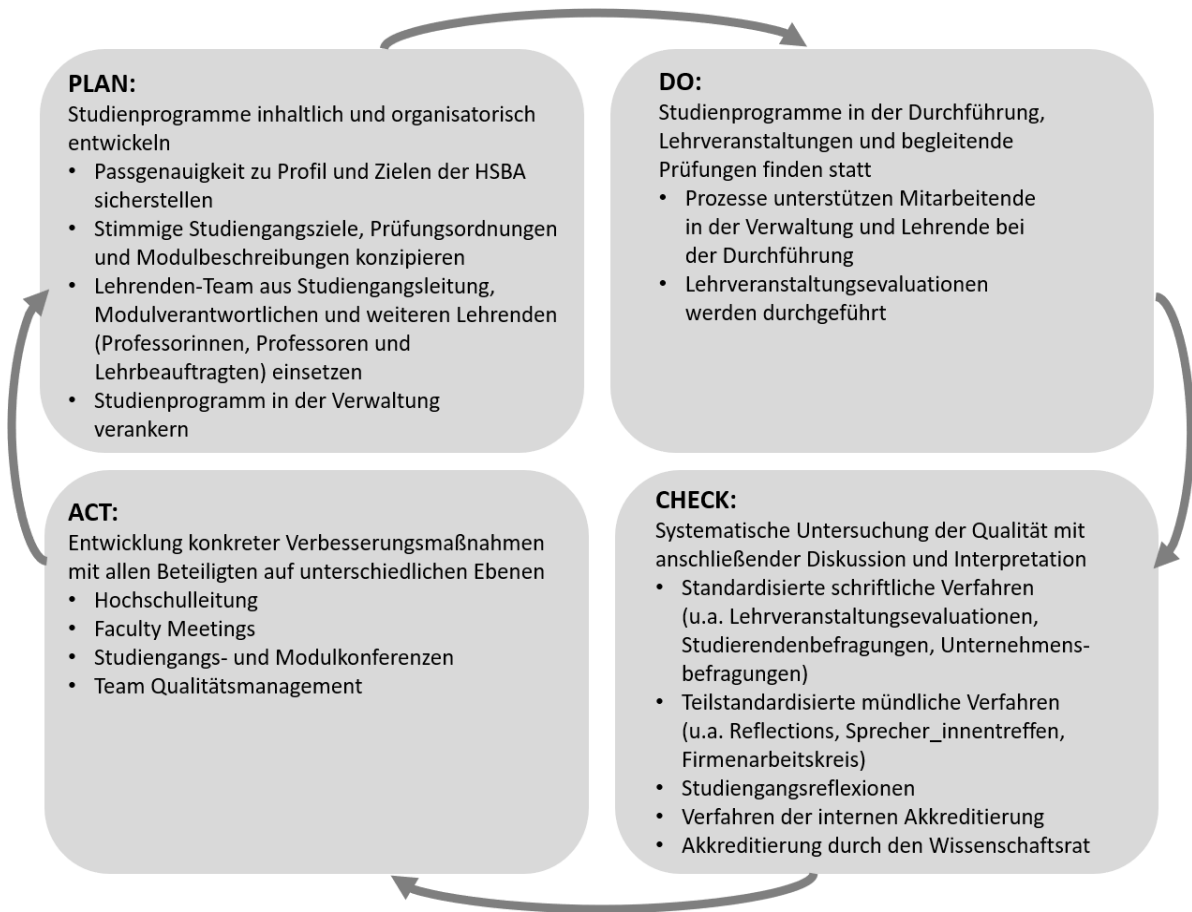 PLAN:
Studienprogramme inhaltlich und organisatorisch
entwickeln
• Passgenauigkeit zu Profil und Zielen der HSBA
sicherstellen
• Stimmige Studiengangsziele, Prüfungsordnungen
und Modulbeschreibungen konzipieren
• Lehrenden-Team aus Studiengangsleitung,
Modulverantwortlichen und weiteren Lehrenden
(Professorinnen, Professoren und
Lehrbeauftragten) einsetzen
• Studienprogramm in der Verwaltung
verankern
DO:
Studienprogramme in der Durchführung,
Lehrveranstaltungen und begleitende
Prüfungen finden statt
• Prozesse unterstützen Mitarbeitende
in der Verwaltung und Lehrende bei
der Durchführung
• Lehrveranstaltungsevaluationen
werden durchgeführt
CHECK:
Systematische Untersuchung der Qualität mit
anschließender Diskussion und Interpretation
• Standardisierte schriftliche Verfahren
(u.a. Lehrveranstaltungsevaluationen,
Studierendenbefragungen, Unternehmens-
befragungen)
• Teilstandardisierte mündliche Verfahren
(u.a. Reflections, Sprecher_innentreffen,
Firmenarbeitskreis)
• Studiengangsreflexionen
• Verfahren der internen Akkreditierung
• Akkreditierung durch den Wissenschaftsrat
ACT:
Entwicklung konkreter Verbesserungsmaßnahmen
mit allen Beteiligten auf unterschiedlichen Ebenen
• Hochschulleitung
• Faculty Meetings
• Studiengangs- und Modulkonferenzen
• Team Qualitätsmanagement